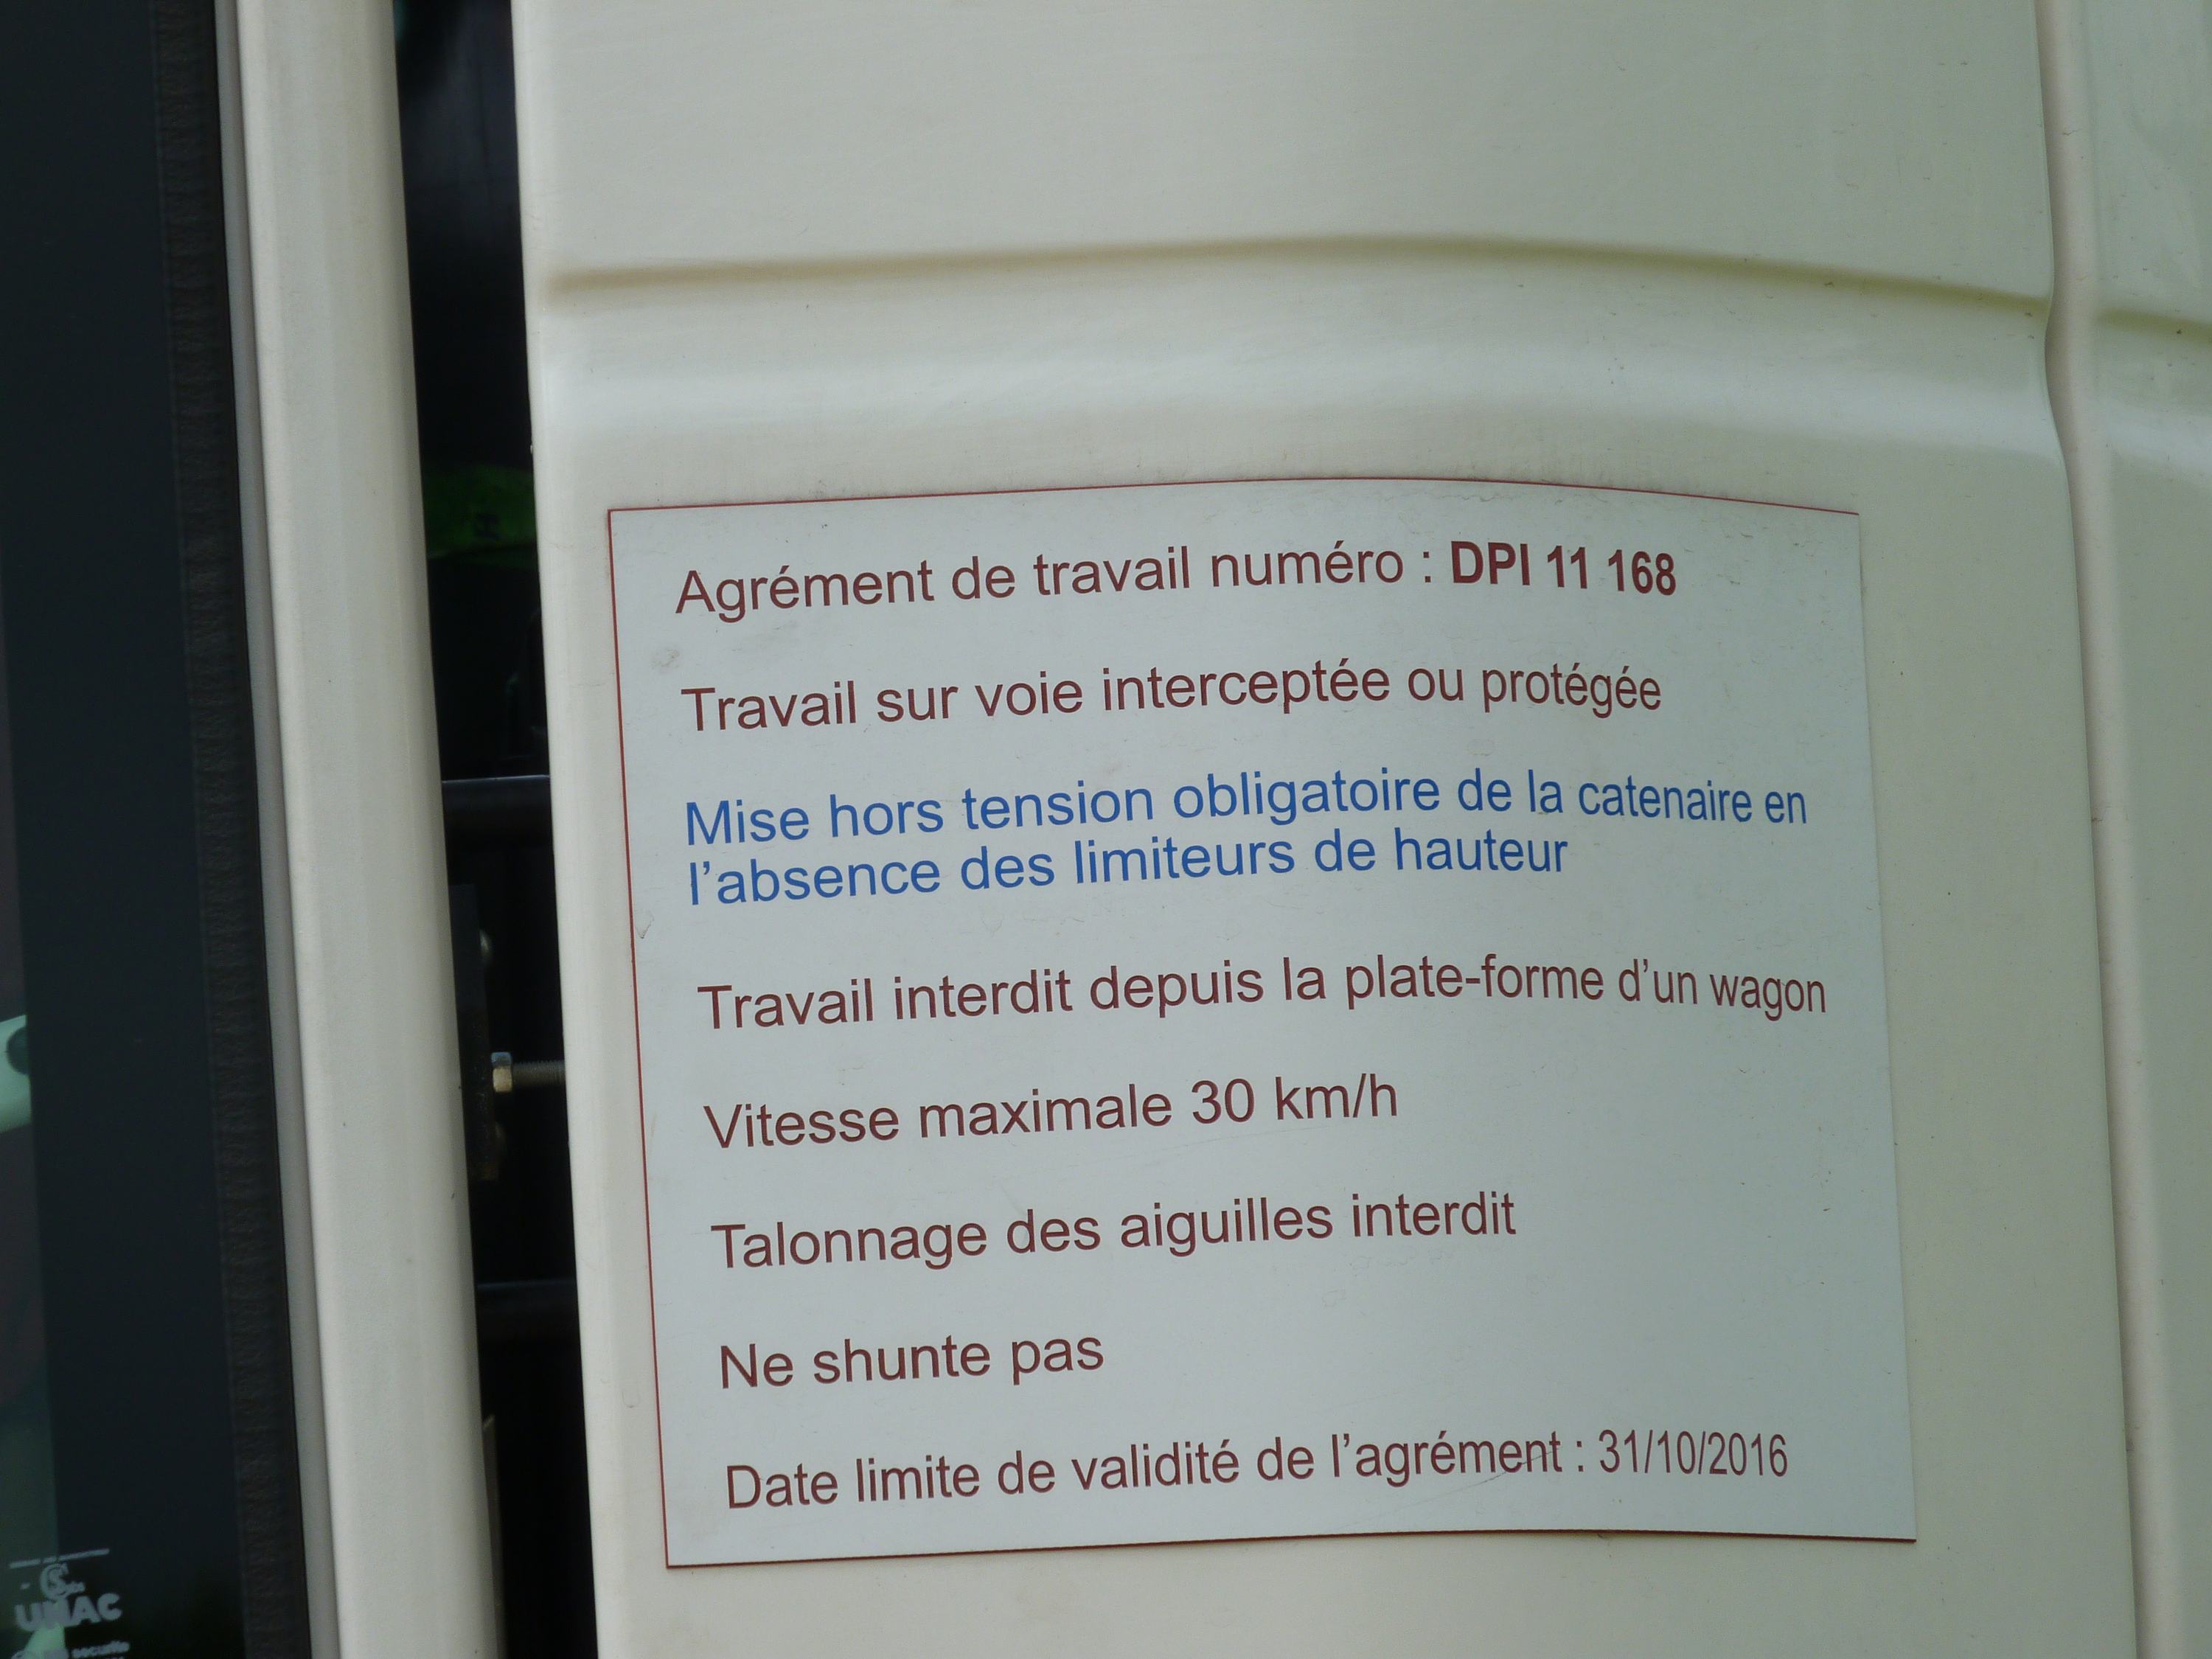 Agrément de travail numéro : DPI 11 168
Travail sur voie interceptée ou protégée
Mise hors tension obligatoire de la catenaire en
l'absence des limiteurs de hauteur
Travail interdit depuis la plate-forme d'un wagon
Vitesse maximale 30 km/h
Talonnage des aiguilles interdit
Ne shunte pas
Date limite de validité de l'agrément : 31/10/2016
UNAC